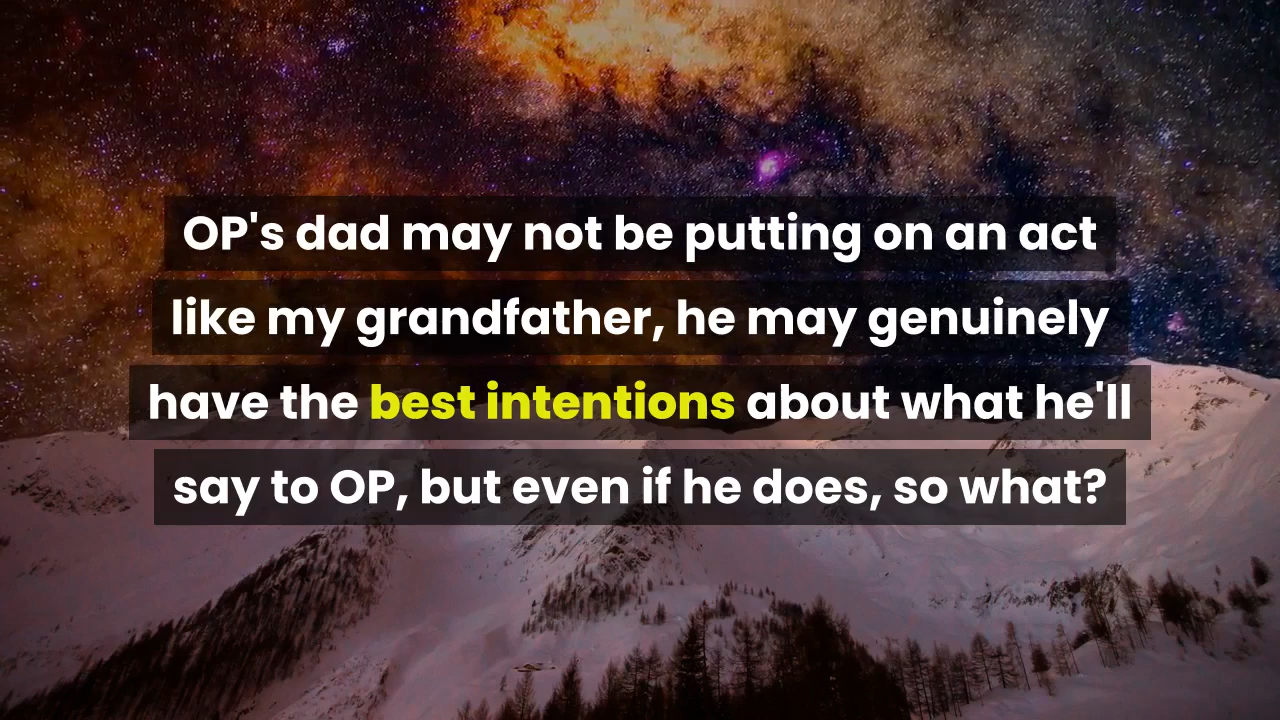 OP's dad may not be putting on an act
like my grandfather, he may genuinely
have the best intentions about what he'll
say to OP, but even if he does, so what?